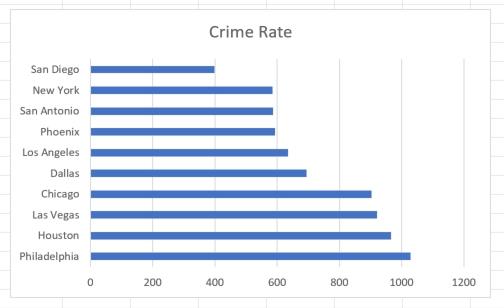 Crime Rate
San Diego
New York
San Antonio
Phoenix
Los Angeles
Dallas
Chicago
Las Vegas
Houston
Philadelphia
0 200 400 600 800 1000 1200